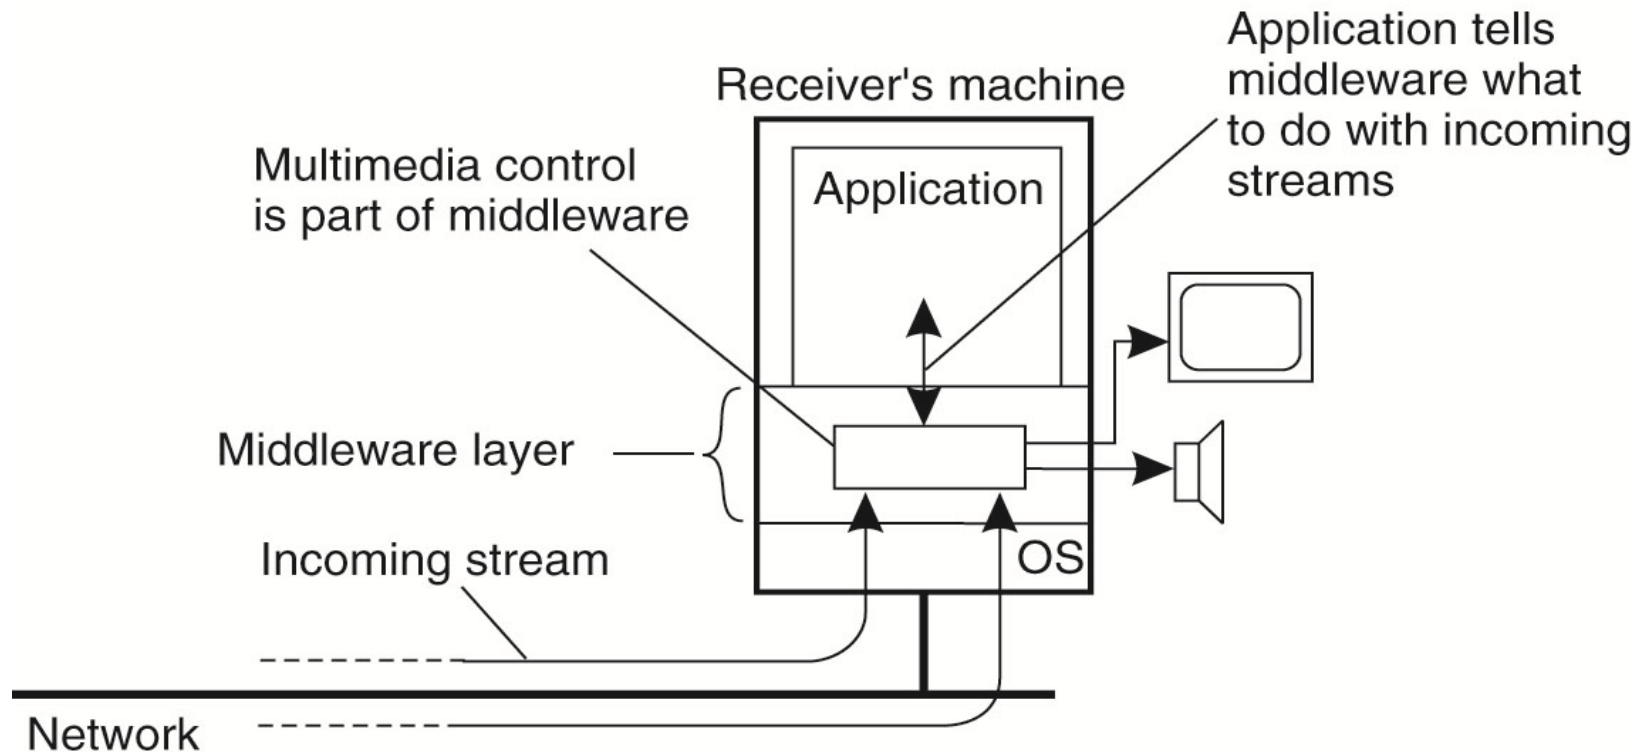 Application tells
middleware what
to do with incoming
streams
Receiver's machine
Multimedia control
is part of middleware
Application
Middleware layer
Incoming stream
OS
Network